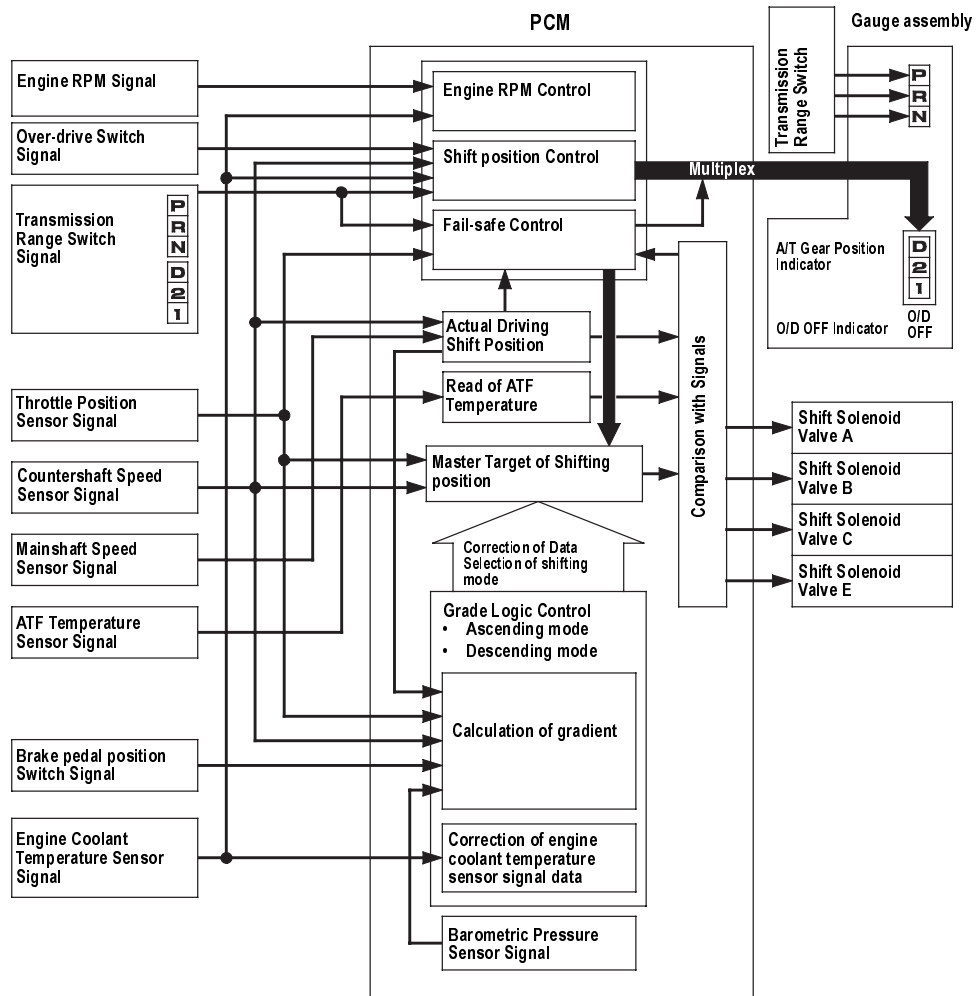 PCM
Gauge assembly
Transmission
Range Switch
P
R
N
Engine RPM Signal
Engine RPM Control
Over-drive Switch
Signal
Shift position Control
Multiplex
Transmission
Range Switch
Signal
P
R
N
D
2
1
Fail-safe Control
A/T Gear Position
Indicator
D
2
1
O/D OFF Indicator
O/D
OFF
Actual Driving
Shift Position
Read of ATF
Temperature
Comparison with Signals
Throttle Position
Sensor Signal
Shift Solenoid
Valve A
Master Target of Shifting
position
Countershaft Speed
Sensor Signal
Shift Solenoid
Valve B
Shift Solenoid
Valve C
Mainshaft Speed
Sensor Signal
Correction of Data
Selection of shifting
mode
Shift Solenoid
Valve E
ATF Temperature
Sensor Signal
Grade Logic Control
• Ascending mode
• Descending mode
Calculation of gradient
Brake pedal position
Switch Signal
Engine Coolant
Temperature Sensor
Signal
Correction of engine
coolant temperature
sensor signal data
Barometric Pressure
Sensor Signal